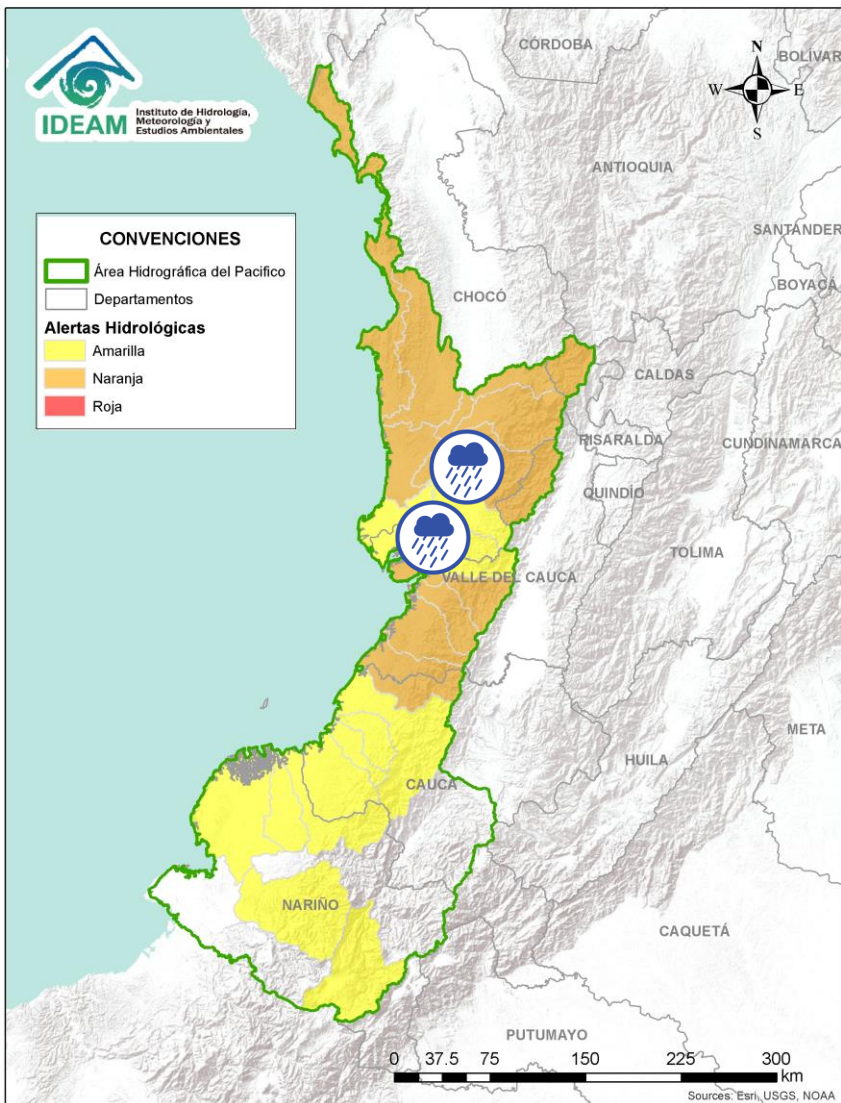 IDEAM
Instituto de Hidrología,
Meteorología y
Estudios Ambientales
CÓRDOBA
BOLÍVAR
N
W
E
S
ANTIOQUIA
SANTANDER
BOYACÁ
CONVENCIONES
Área Hidrográfica del Pacifico
Departamentos
Alertas Hidrológicas
Amarilla
Naranja
Roja
CHOCÓ
CALDAS
RISARALDA
CUNDINAMARCA
QUINDÍO
TOLIMA
VALLE DEL CAUCA
META
HUILA
CAUCA
NARIÑO
CAQUETÁ
PUTUMAYO
0 37.5 75 150 225 300
km
Sources: Esri, USGS, NOAA